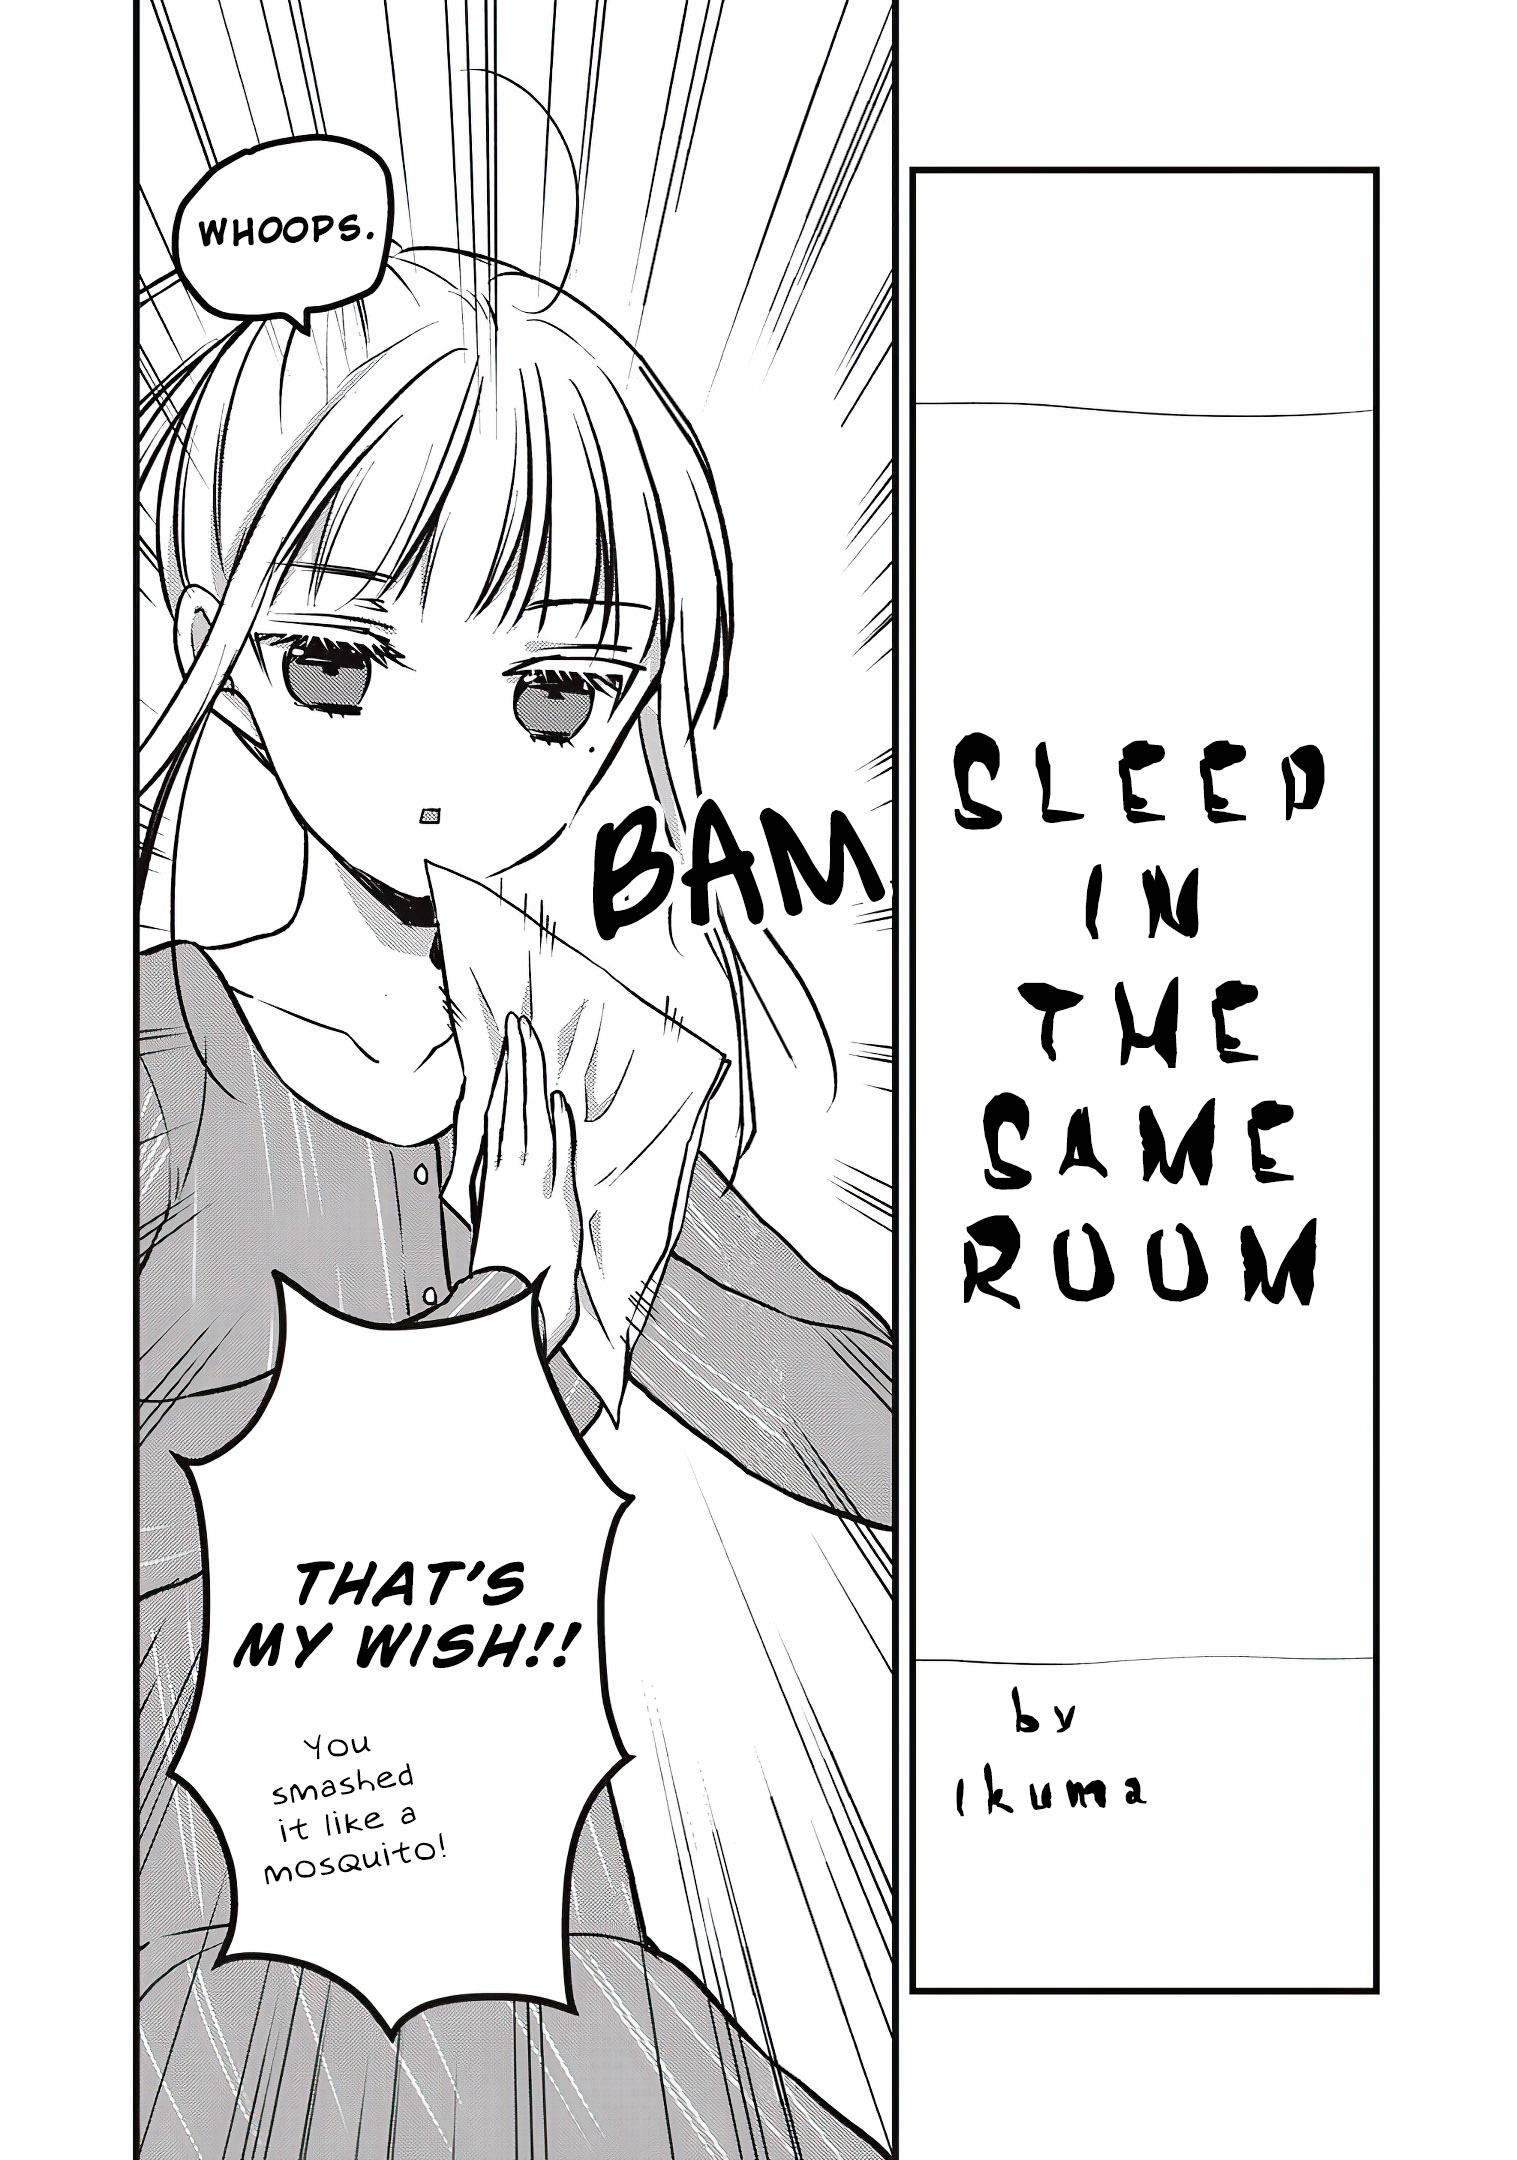 SLEEP
IN
THE
SAME
ROOM
by
Ikuma
WHOOPS.
BAM
THAT'S
MY WISH!!
You
smashed
it like a
mosquito!